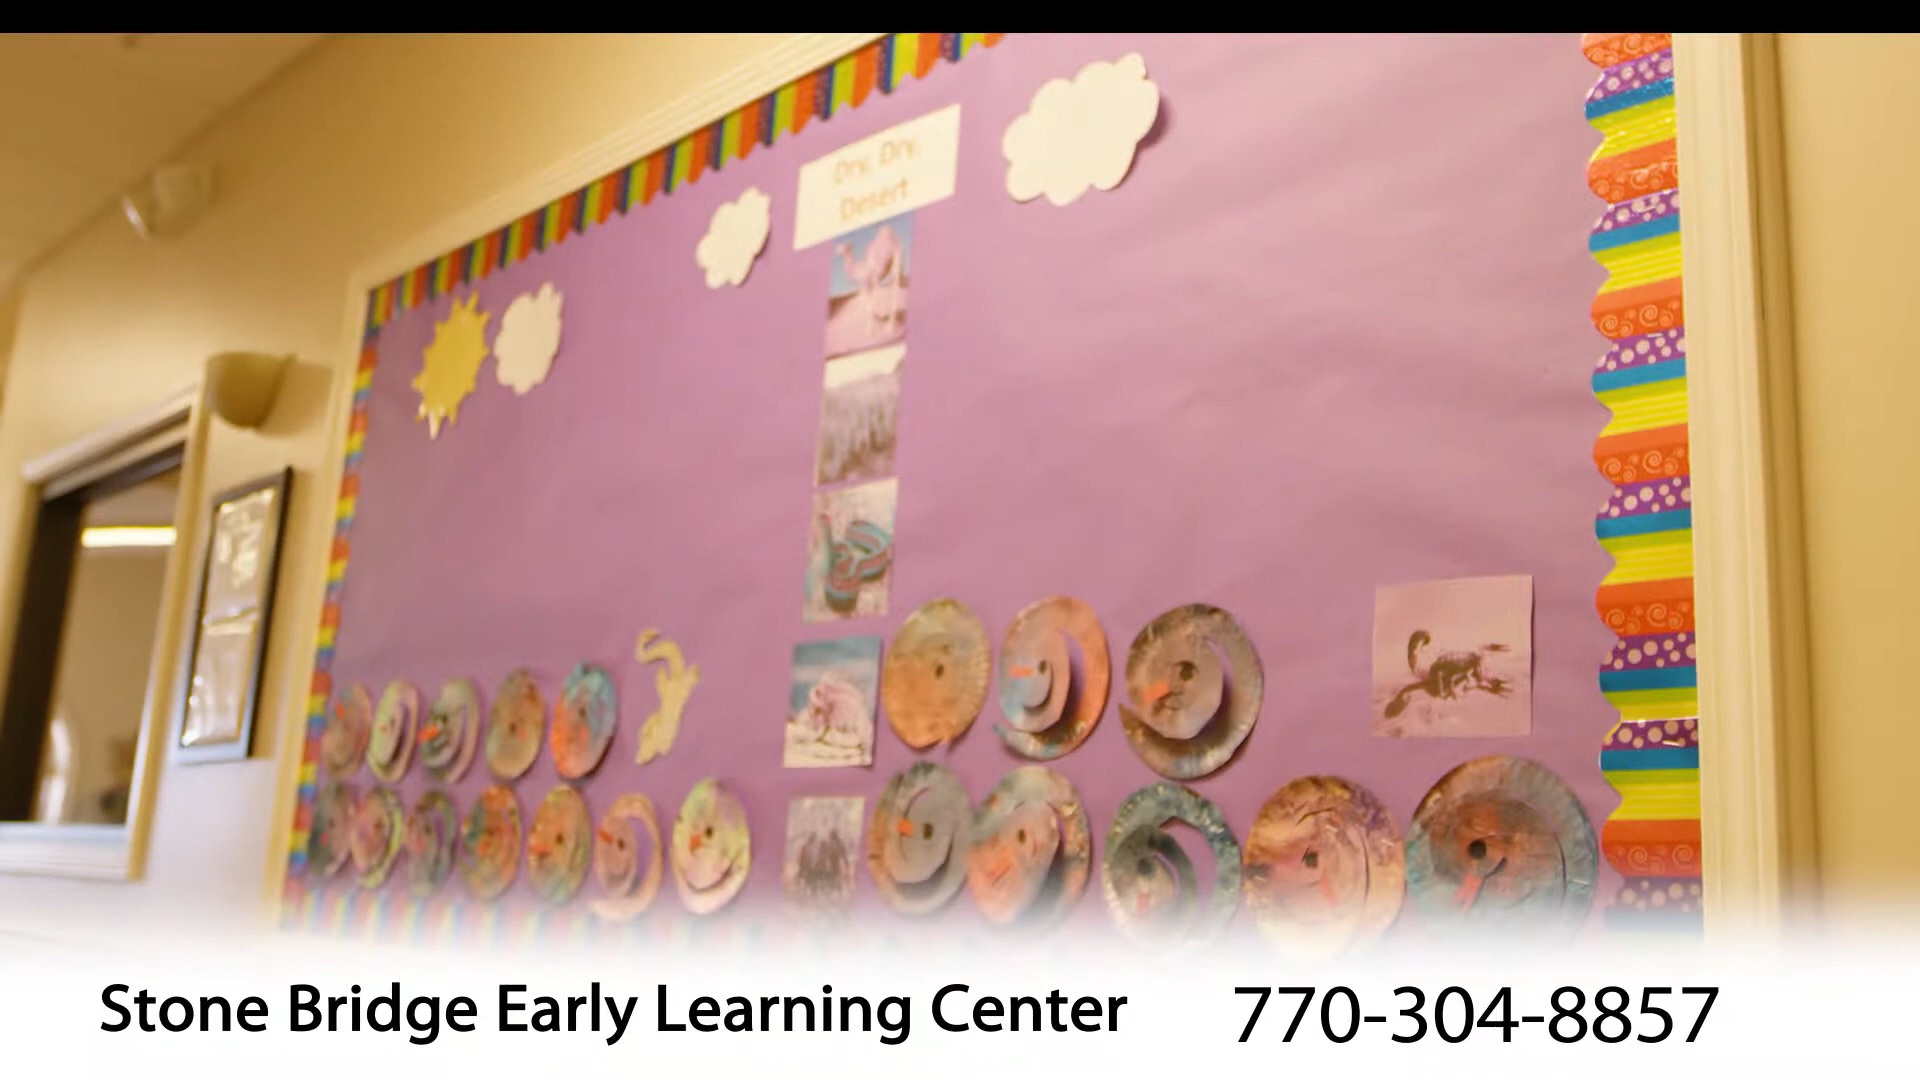 Dry, Dry
Desert
Stone Bridge Early Learning Center 770-304-8857